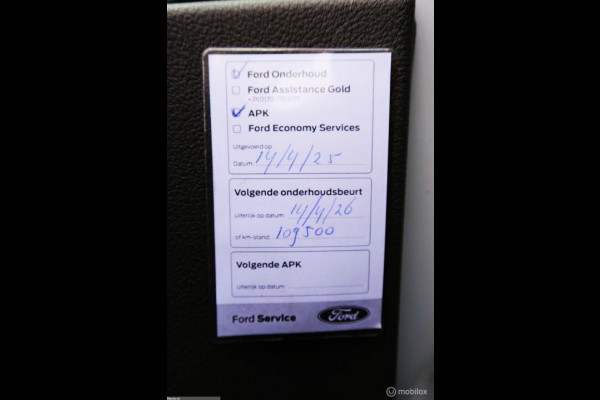 Ford Onderhoud
Ford Assistance Gold
APK
Ford Economy Services
Uitgevoerd op:
Datum: 14/4/25
Volgende onderhoudsbeurt
Uiterlijk op datum: 14/4/26
of km-stand: 109500
Volgende APK
Uiterlijk op datum:
Ford Service
Ford
mobilox